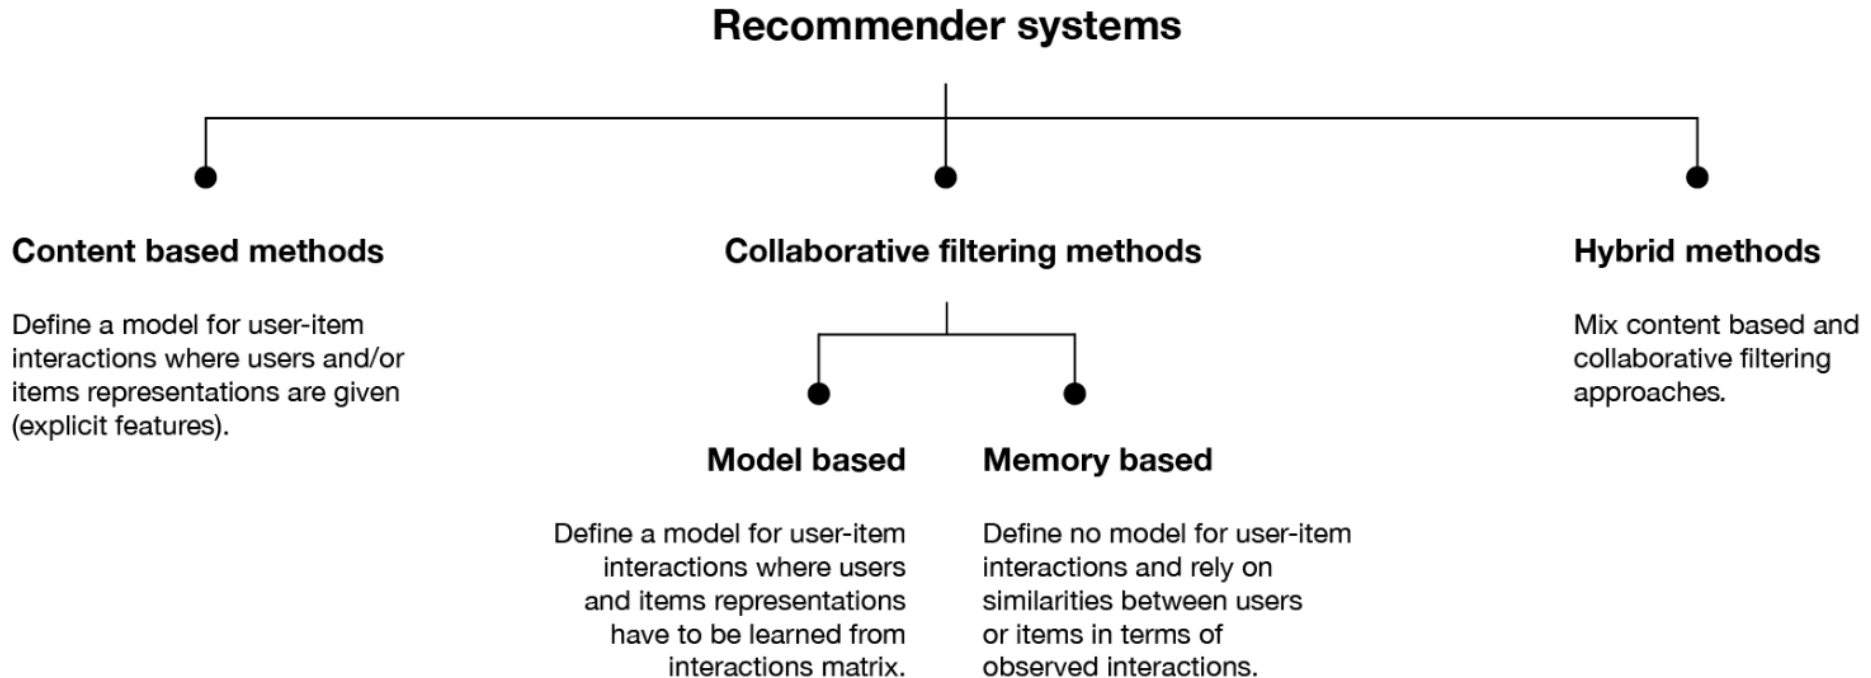 Recommender systems
Content based methods
Define a model for user-item
interactions where users and/or
items representations are given
(explicit features).
Collaborative filtering methods
Model based
Define a model for user-item
interactions where users
and items representations
have to be learned from
interactions matrix.
Memory based
Define no model for user-item
interactions and rely on
similarities between users
or items in terms of
observed interactions.
Hybrid methods
Mix content based and
collaborative filtering
approaches.